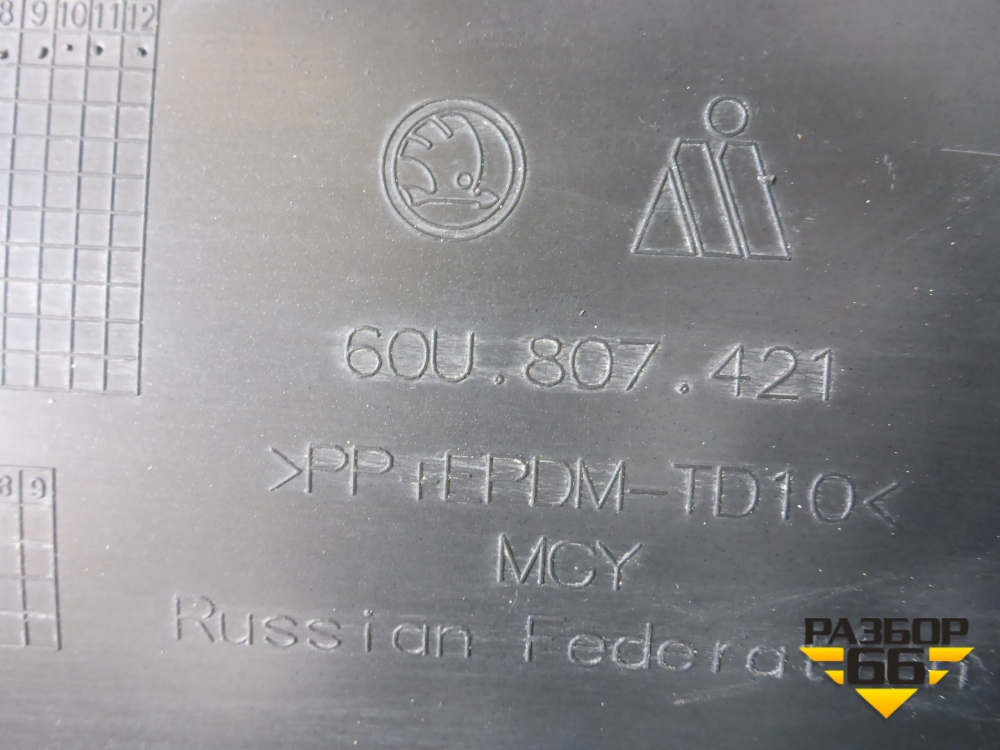 8 9 10 11 12
60U.807.421
>PP+EPDM-TD10<
8 9
MCY
Russian Federation
РАЗБОР
66